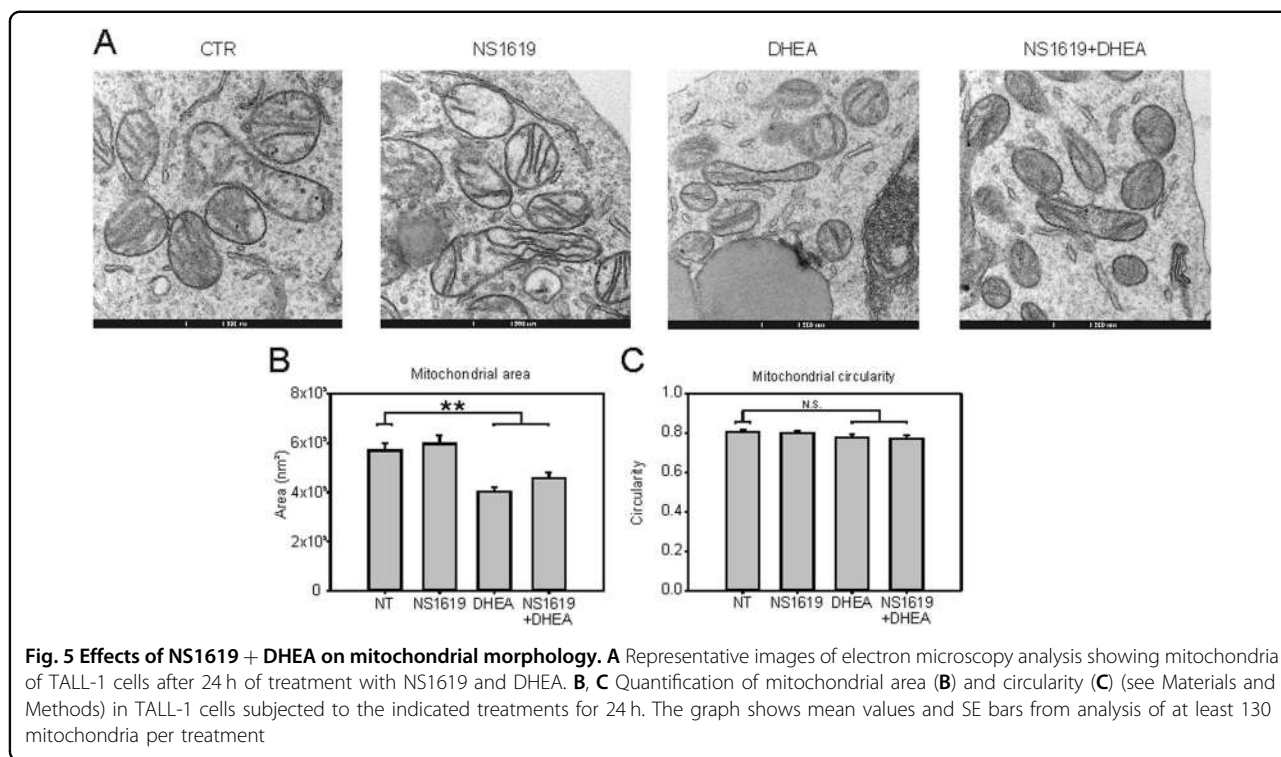 A
CTR
NS1619
DHEA
NS1619+DHEA
B
Mitochondrial area
8x10⁵
6x10⁵
4x10⁵
2x10⁵
0
Area (nm²)
**
NT
NS1619
DHEA
NS1619
+DHEA
C
Mitochondrial circularity
1.0
0.8
0.6
0.4
0.2
0.0
Circularity
N.S.
NT
NS1619
DHEA
NS1619
+DHEA
Fig. 5 Effects of NS1619 + DHEA on mitochondrial morphology. A Representative images of electron microscopy analysis showing mitochondria
of TALL-1 cells after 24 h of treatment with NS1619 and DHEA. B, C Quantification of mitochondrial area (B) and circularity (C) (see Materials and
Methods) in TALL-1 cells subjected to the indicated treatments for 24 h. The graph shows mean values and SE bars from analysis of at least 130
mitochondria per treatment